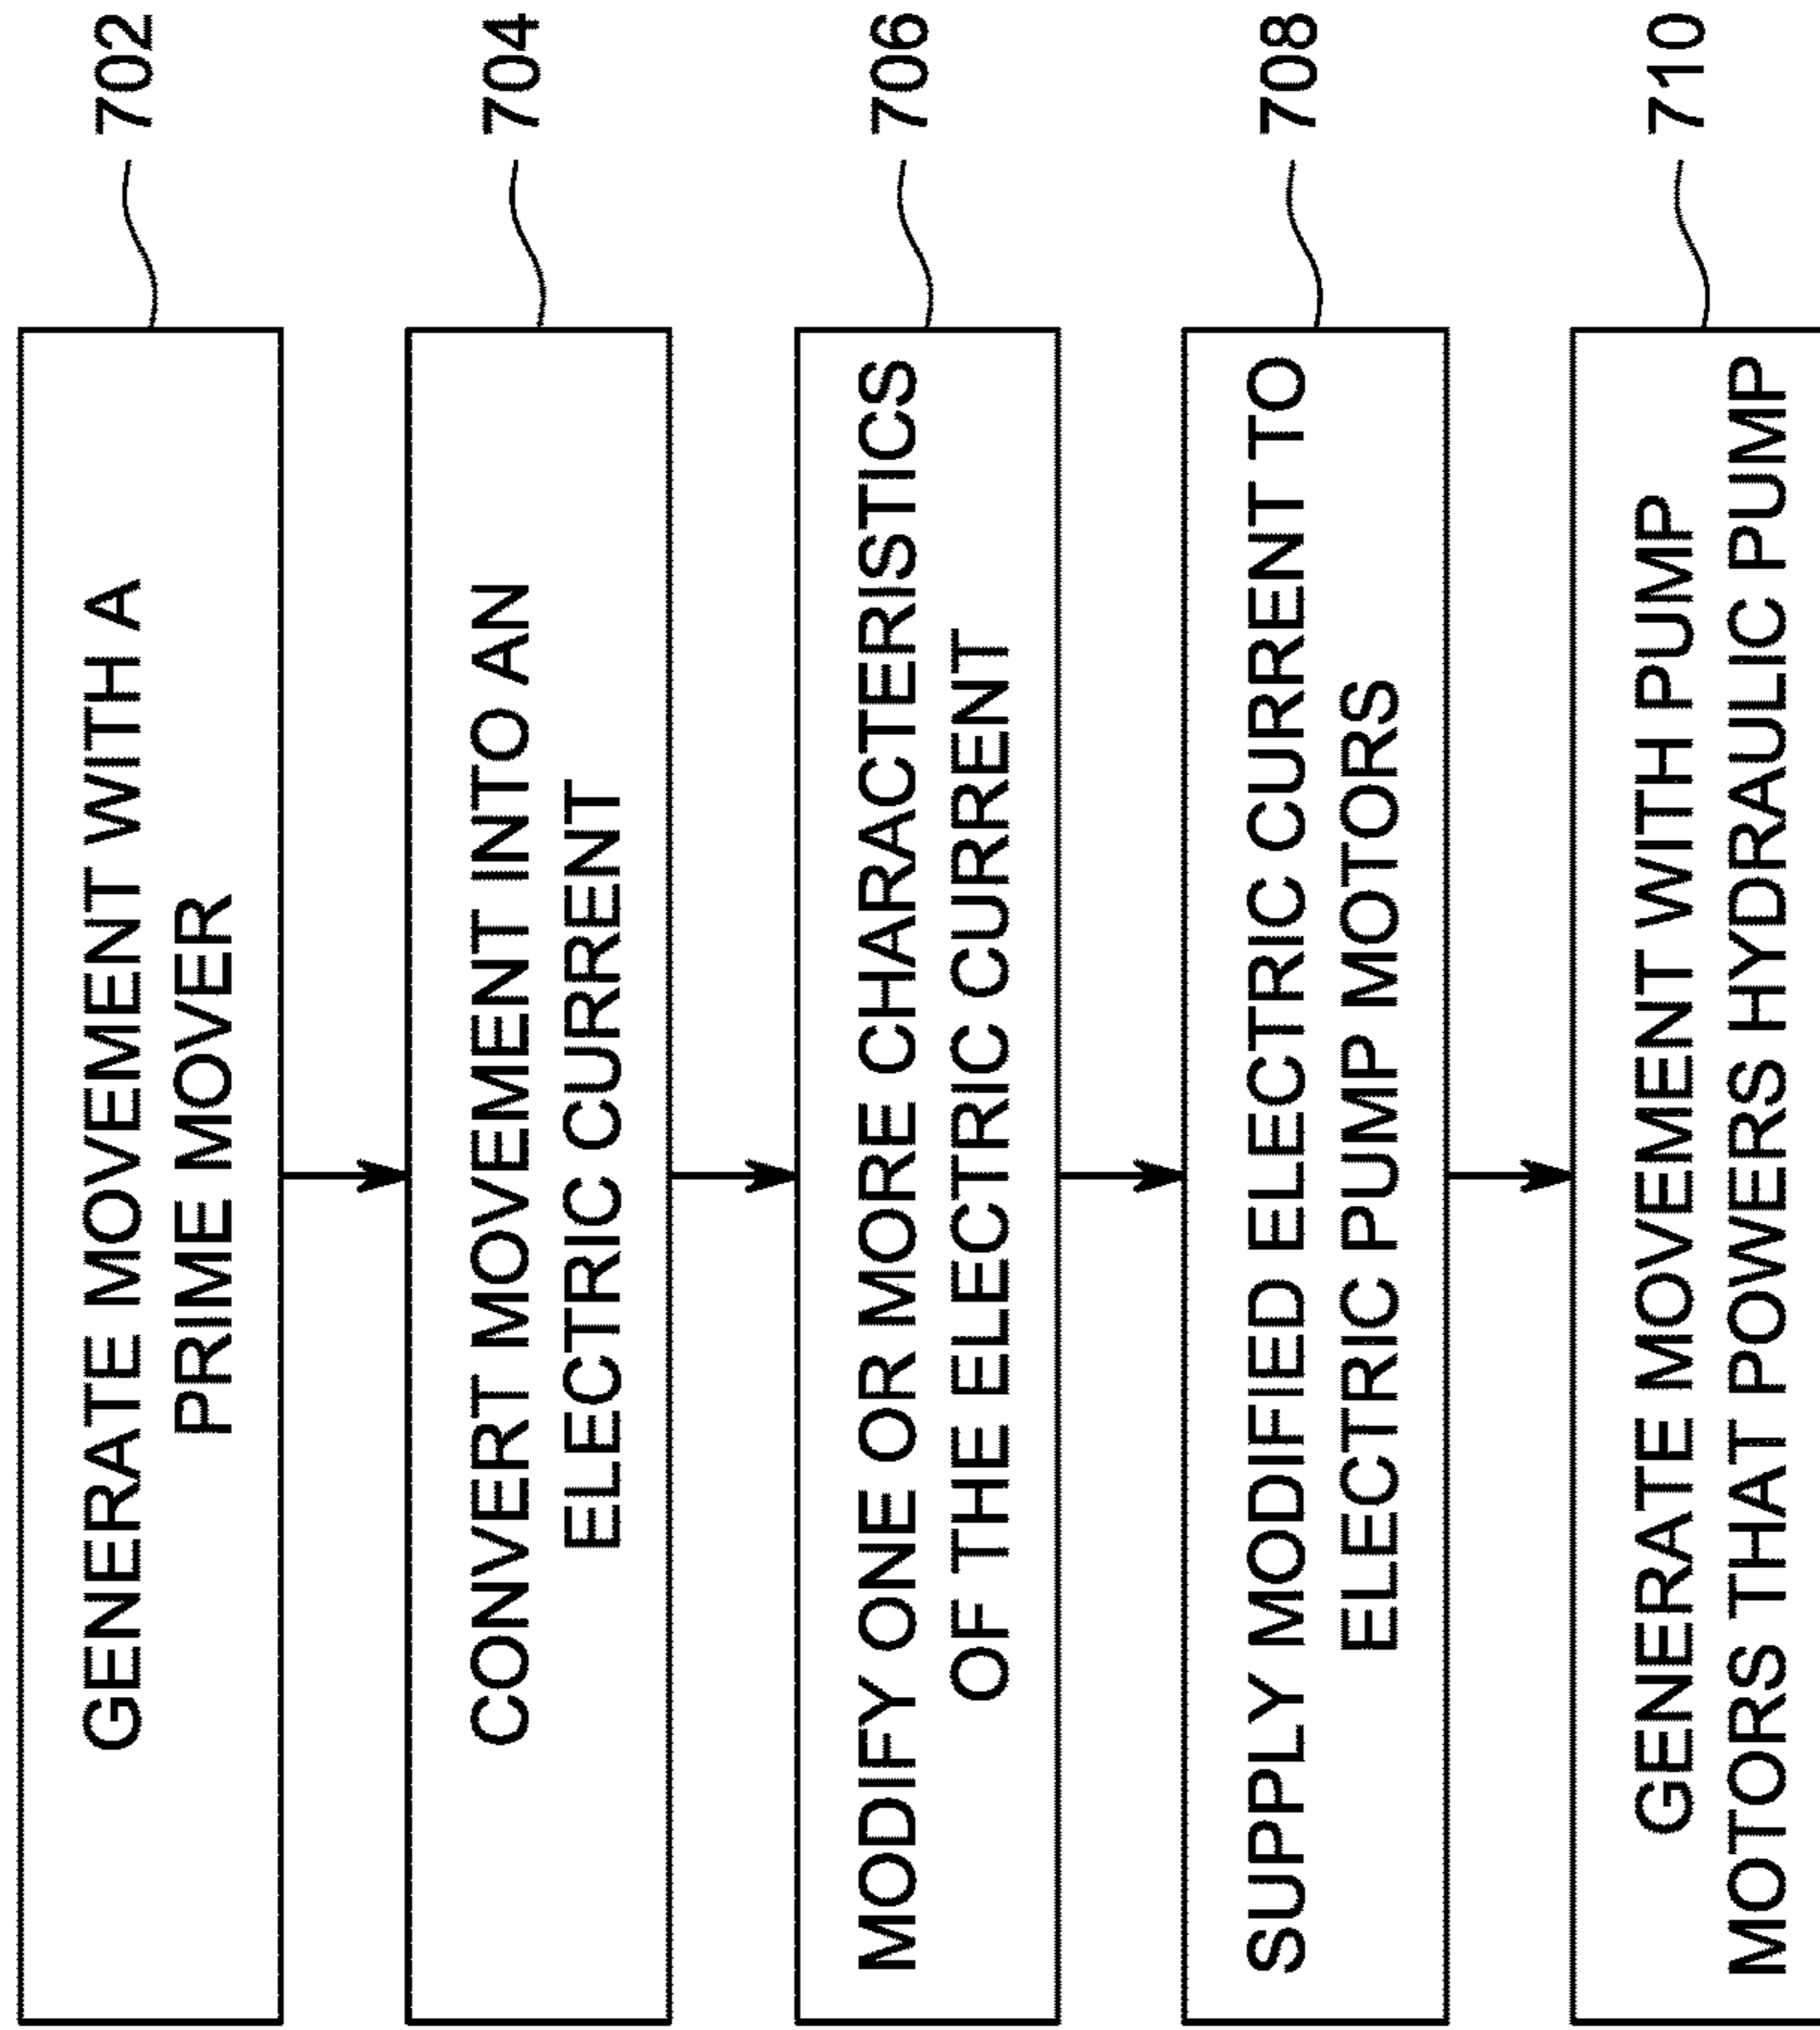 GENERATE MOVEMENT WITH A
PRIME MOVER
702
CONVERT MOVEMENT INTO AN
ELECTRIC CURRENT
704
MODIFY ONE OR MORE CHARACTERISTICS
OF THE ELECTRIC CURRENT
706
SUPPLY MODIFIED ELECTRIC CURRENT TO
ELECTRIC PUMP MOTORS
708
GENERATE MOVEMENT WITH PUMP
MOTORS THAT POWERS HYDRAULIC PUMP
710